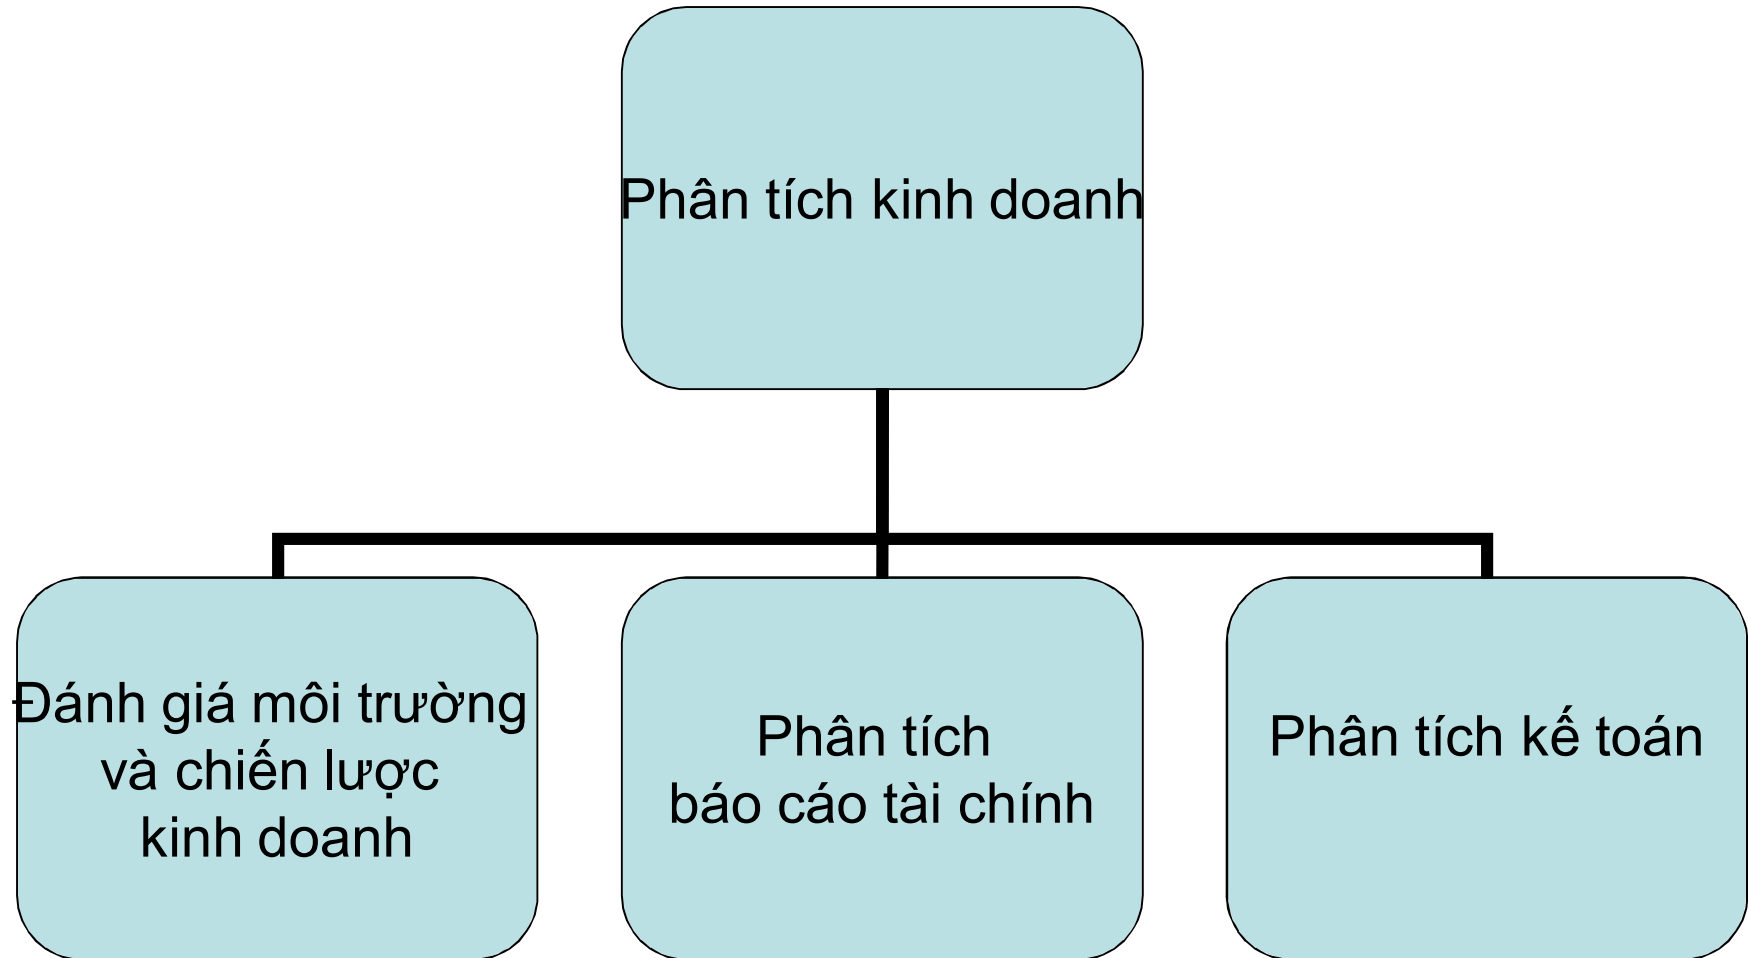 Phân tích kinh doanh
Đánh giá môi trường
và chiến lược
kinh doanh
Phân tích
báo cáo tài chính
Phân tích kế toán